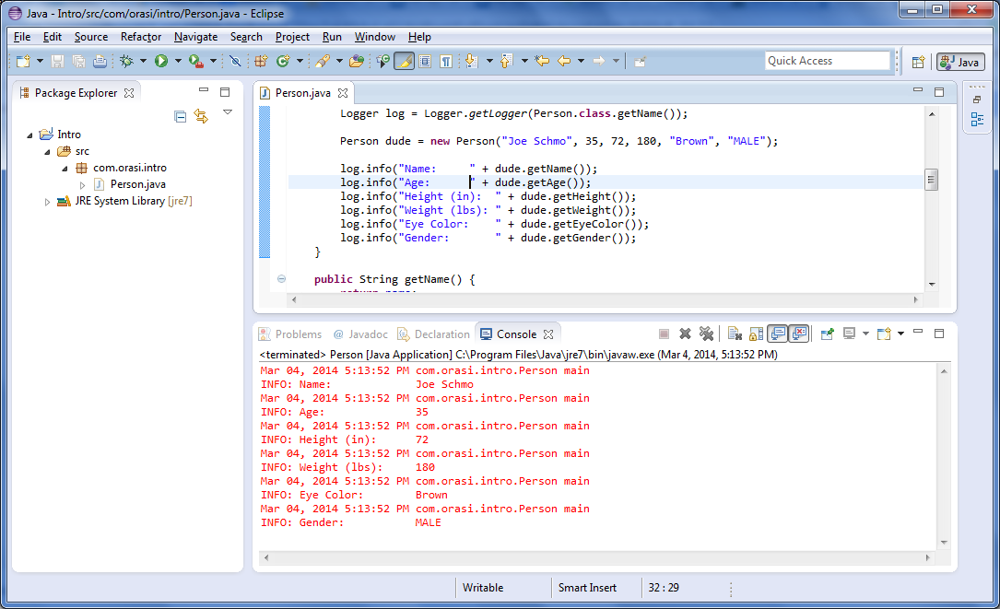 Java - Intro/src/com/orasi/intro/Person.java - Eclipse
File Edit Source Refactor Navigate Search Project Run Window Help
Quick Access
Java
Package Explorer
Intro
src
com.orasi.intro
Person.java
JRE System Library [jre7]
Person.java
Logger log = Logger.getLogger(Person.class.getName());
Person dude = new Person("Joe Schmo", 35, 72, 180, "Brown", "MALE");
log.info("Name:     " + dude.getName());
log.info("Age:      " + dude.getAge());
log.info("Height (in):  " + dude.getHeight());
log.info("Weight (lbs): " + dude.getWeight());
log.info("Eye Color:    " + dude.getEyeColor());
log.info("Gender:       " + dude.getGender());
}
public String getName() {
Problems @ Javadoc Declaration Console
<terminated> Person [Java Application] C:\Program Files\Java\jre7\bin\javaw.exe (Mar 4, 2014, 5:13:52 PM)
Mar 04, 2014 5:13:52 PM com.orasi.intro.Person main
INFO: Name:             Joe Schmo
Mar 04, 2014 5:13:52 PM com.orasi.intro.Person main
INFO: Age:              35
Mar 04, 2014 5:13:52 PM com.orasi.intro.Person main
INFO: Height (in):      72
Mar 04, 2014 5:13:52 PM com.orasi.intro.Person main
INFO: Weight (lbs):     180
Mar 04, 2014 5:13:52 PM com.orasi.intro.Person main
INFO: Eye Color:        Brown
Mar 04, 2014 5:13:52 PM com.orasi.intro.Person main
INFO: Gender:           MALE
Writable Smart Insert 32 : 29